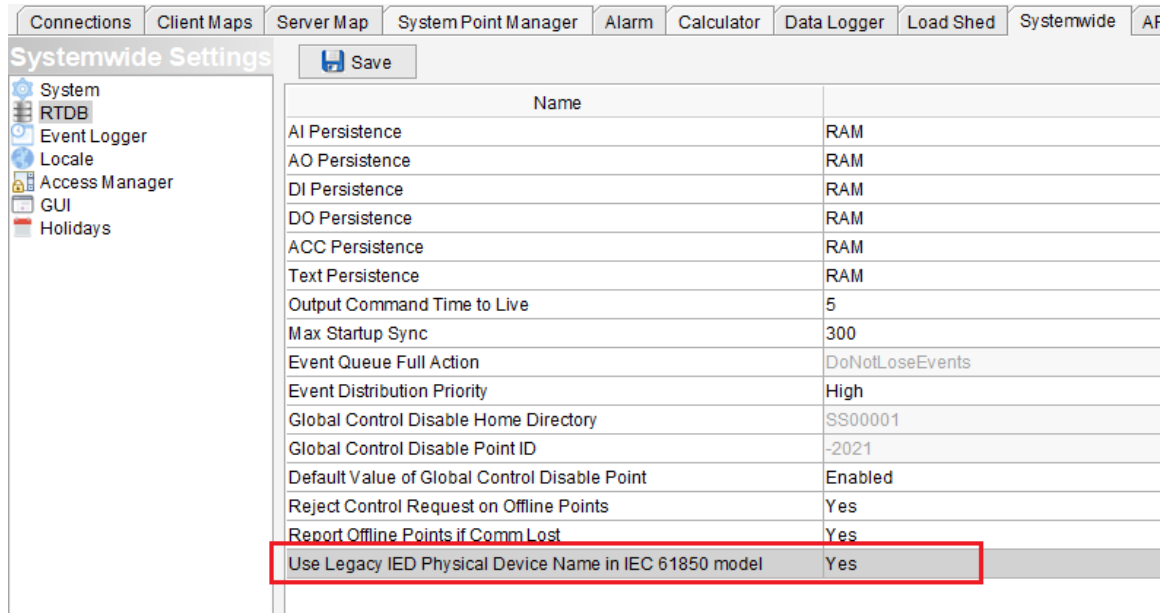 Connections Client Maps Server Map System Point Manager Alarm Calculator Data Logger Load Shed Systemwide
Systemwide Settings
Save
System
RTDB
Event Logger
Locale
Access Manager
GUI
Holidays
Name
AI Persistence RAM
AO Persistence RAM
DI Persistence RAM
DO Persistence RAM
ACC Persistence RAM
Text Persistence RAM
Output Command Time to Live 5
Max Startup Sync 300
Event Queue Full Action DoNotLoseEvents
Event Distribution Priority High
Global Control Disable Home Directory SS00001
Global Control Disable Point ID -2021
Default Value of Global Control Disable Point Enabled
Reject Control Request on Offline Points Yes
Report Offline Points if Comm Lost Yes
Use Legacy IED Physical Device Name in IEC 61850 model Yes